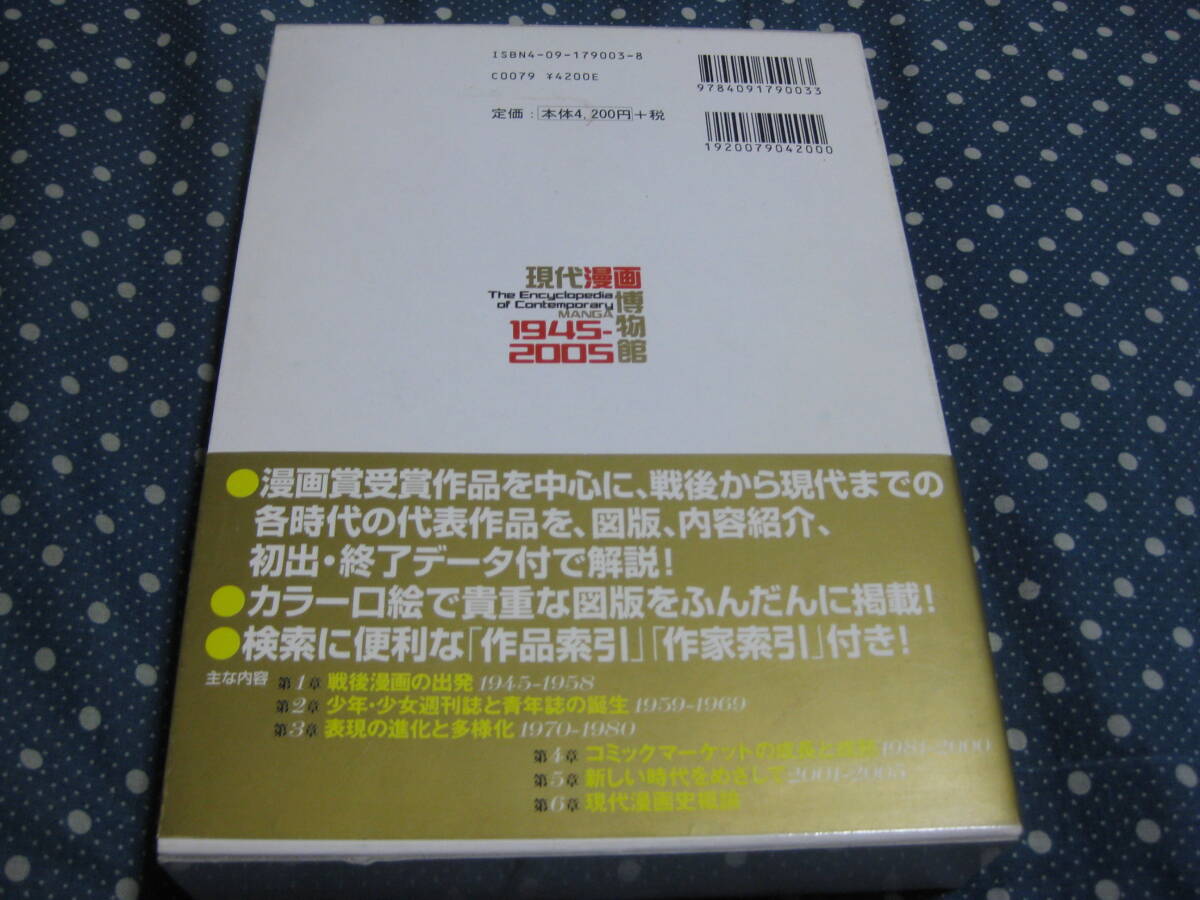 ISBN4-09-179003-8
C0079 ¥4200E
定価：本体4,200円＋税
9784091790033
1920079042000
現代漫画博物館
The Encyclopedia
of Contemporary
MANGA
1945-
2005
●漫画賞受賞作品を中心に、戦後から現代までの
各時代の代表作品を、図版、内容紹介、
初出・終了データ付で解説！
●カラー口絵で貴重な図版をふんだんに掲載！
●検索に便利な「作品索引」「作家索引」付き！
主な内容 第1章 戦後漫画の出発 1945-1958
第2章 少年・少女週刊誌と青年誌の誕生 1959-1969
第3章 表現の進化と多様化 1970-1980
第4章 コミックマーケットの成長と 1981-2000
第5章 新しい時代をめざして 2001-2005
第6章 現代漫画史概論